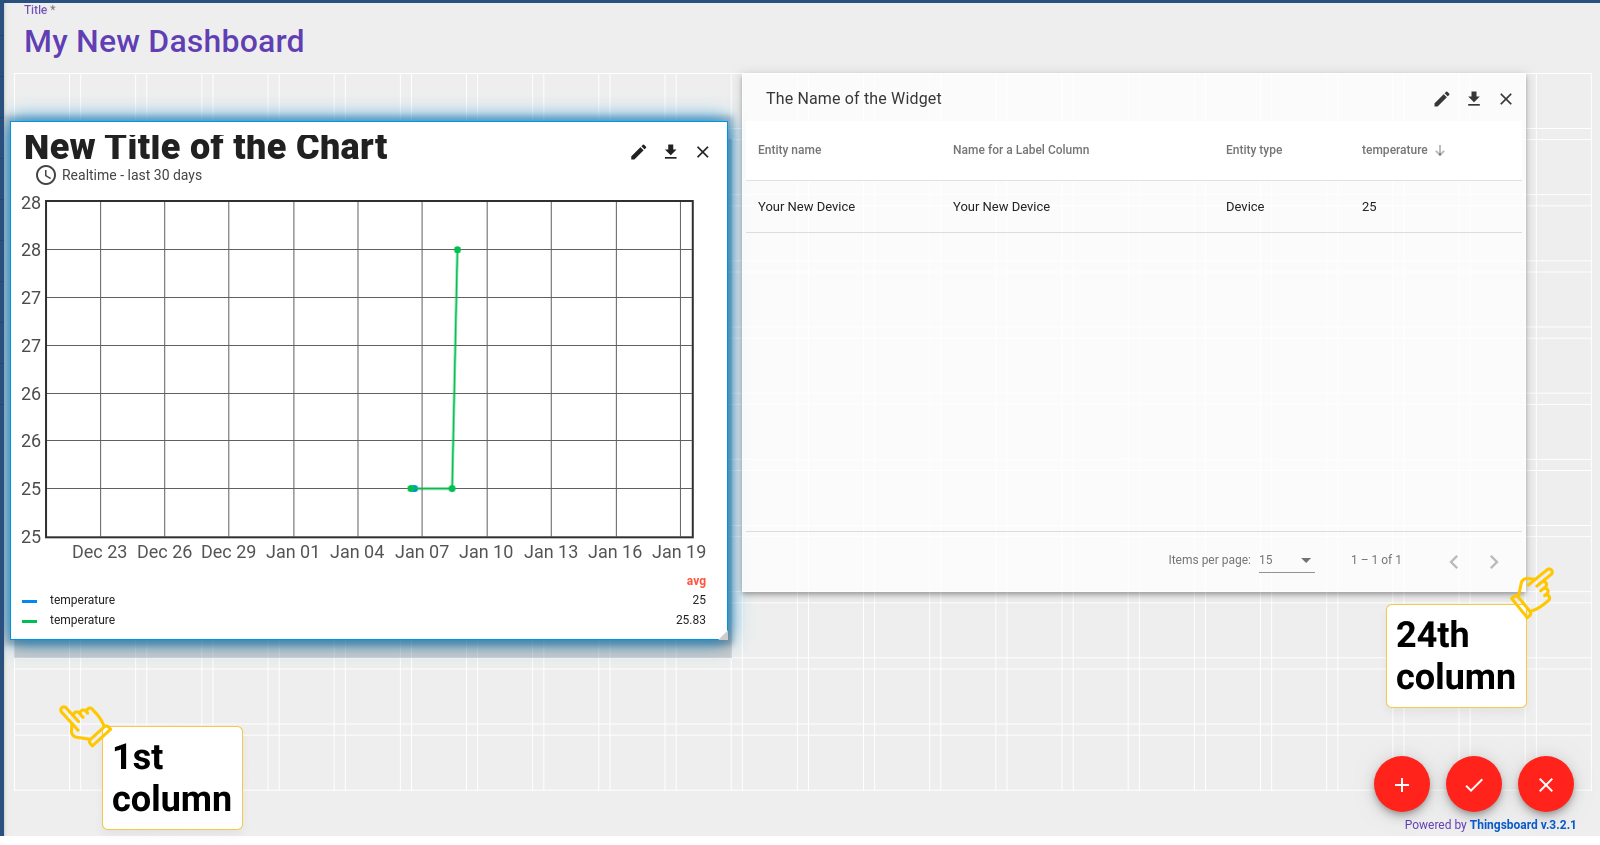 Title *
My New Dashboard
New Title of the Chart
Realtime - last 30 days
28
28
27
27
26
26
25
25
Dec 23 Dec 26 Dec 29 Jan 01 Jan 04 Jan 07 Jan 10 Jan 13 Jan 16 Jan 19
avg
temperature 25
temperature 25.83
The Name of the Widget
Entity name Name for a Label Column Entity type temperature
Your New Device Your New Device Device 25
Items per page: 15 1 – 1 of 1
24th
column
1st
column
Powered by Thingsboard v.3.2.1